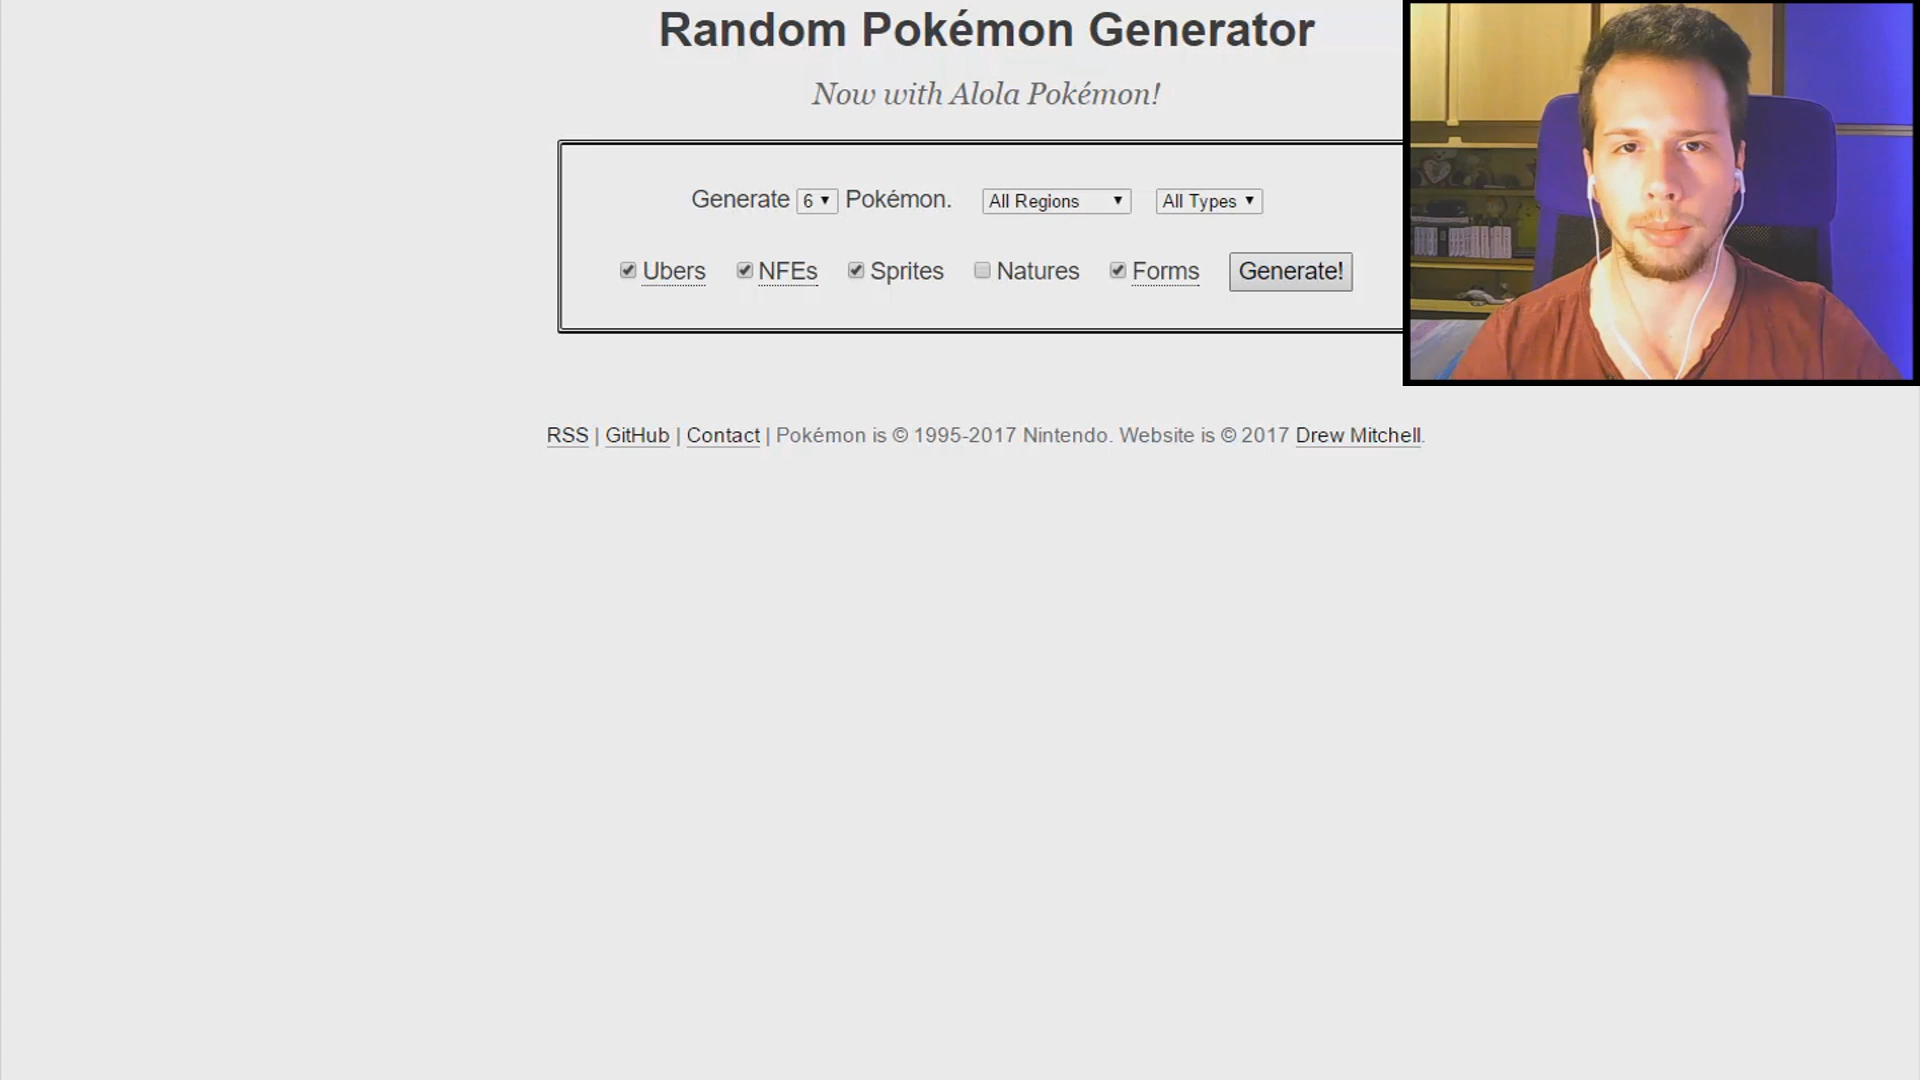 Random Pokémon Generator
Now with Alola Pokémon!
Generate 6 Pokémon. All Regions All Types
Ubers NFEs Sprites Natures Forms Generate!
RSS | GitHub | Contact | Pokémon is © 1995-2017 Nintendo. Website is © 2017 Drew Mitchell.